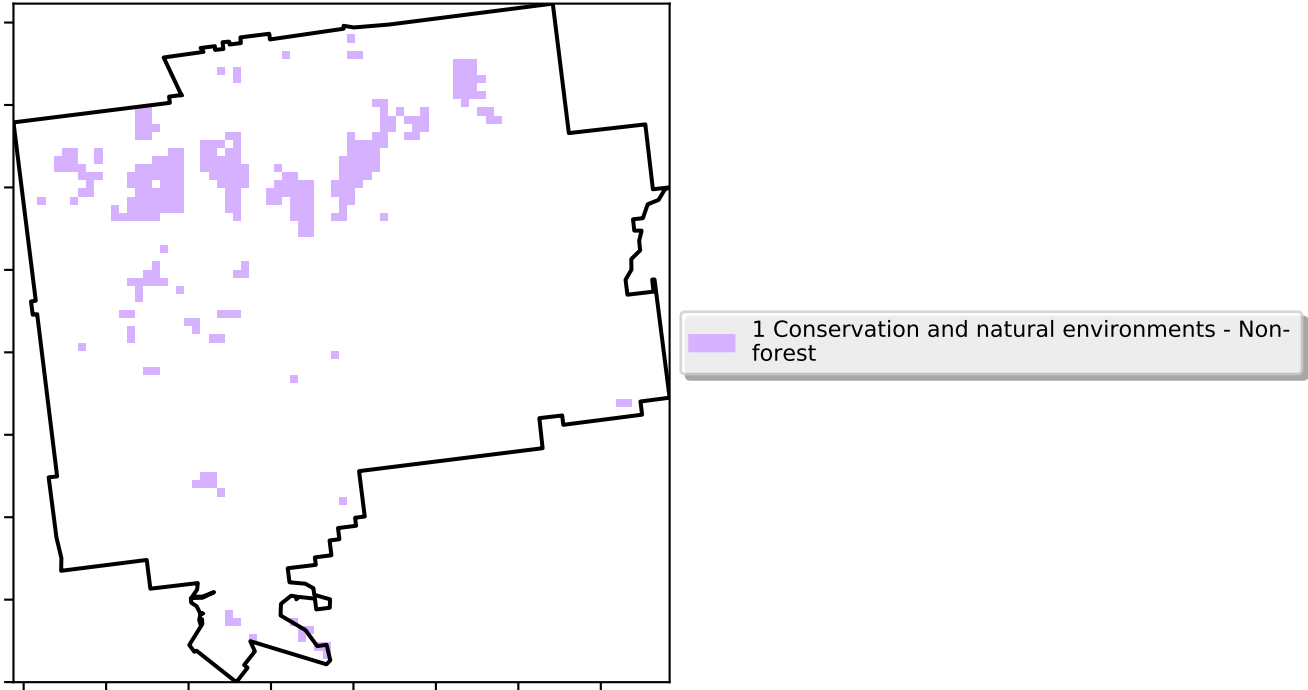 1 Conservation and natural environments - Non-
forest